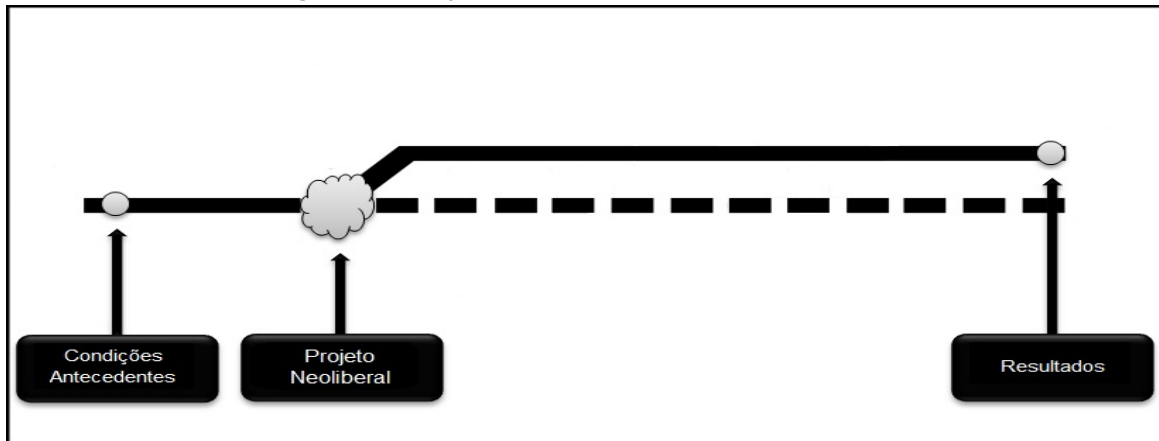 Condições
Antecedentes
Projeto
Neoliberal
Resultados